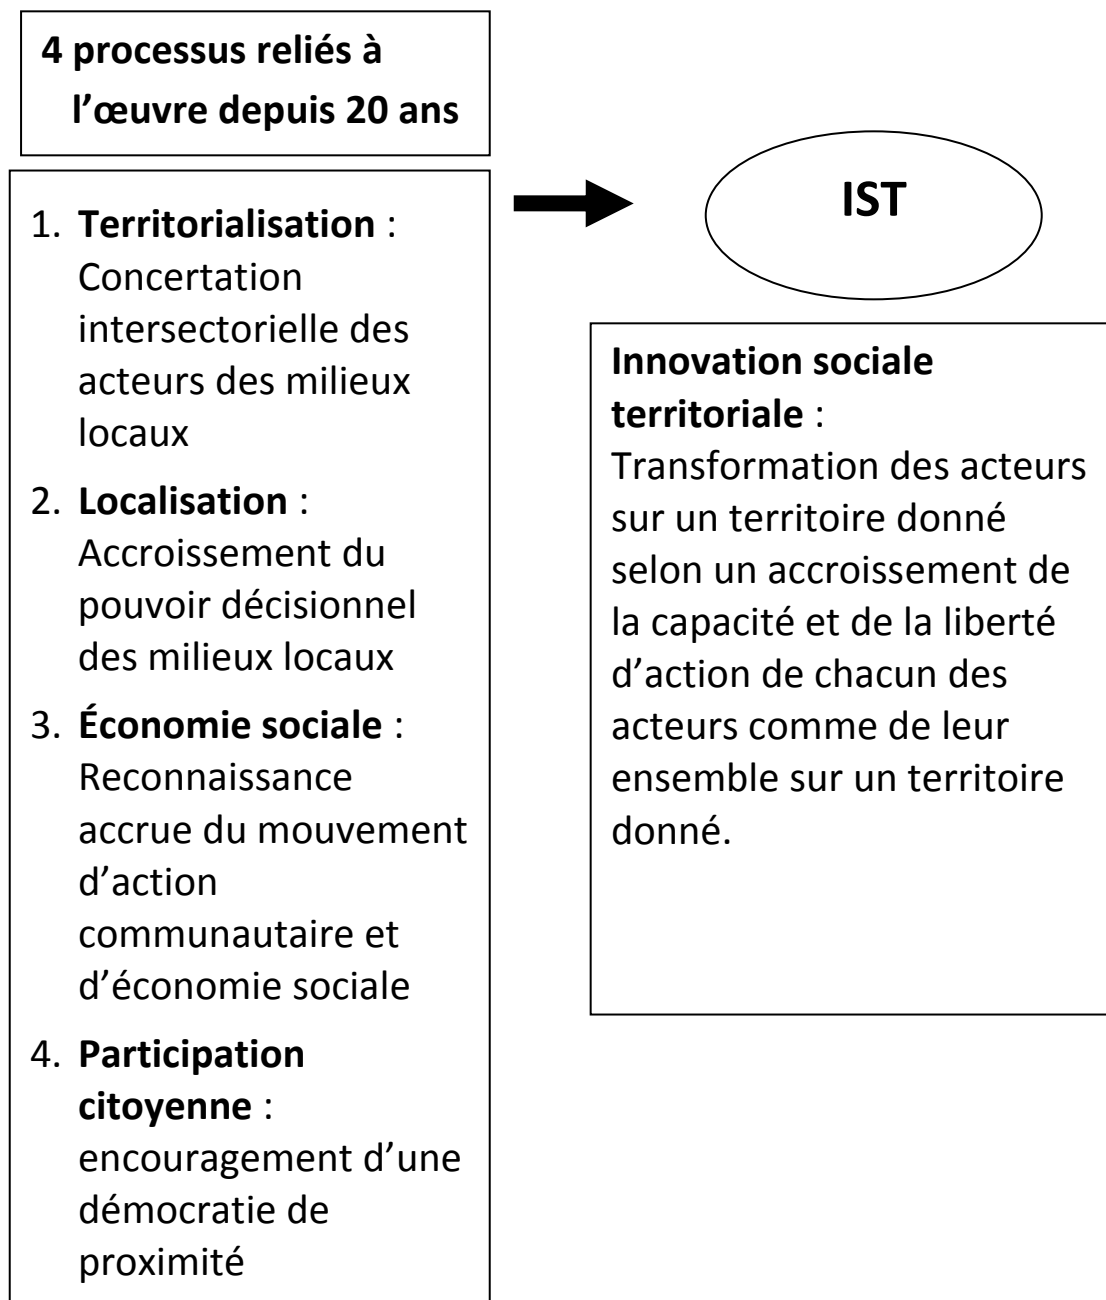 4 processus reliés à
l’œuvre depuis 20 ans
1. Territorialisation :
Concertation
intersectorielle des
acteurs des milieux
locaux
2. Localisation :
Accroissement du
pouvoir décisionnel
des milieux locaux
3. Économie sociale :
Reconnaissance
accrue du mouvement
d’action
communautaire et
d’économie sociale
4. Participation
citoyenne :
encouragement d’une
démocratie de
proximité
IST
Innovation sociale
territoriale :
Transformation des acteurs
sur un territoire donné
selon un accroissement de
la capacité et de la liberté
d’action de chacun des
acteurs comme de leur
ensemble sur un territoire
donné.